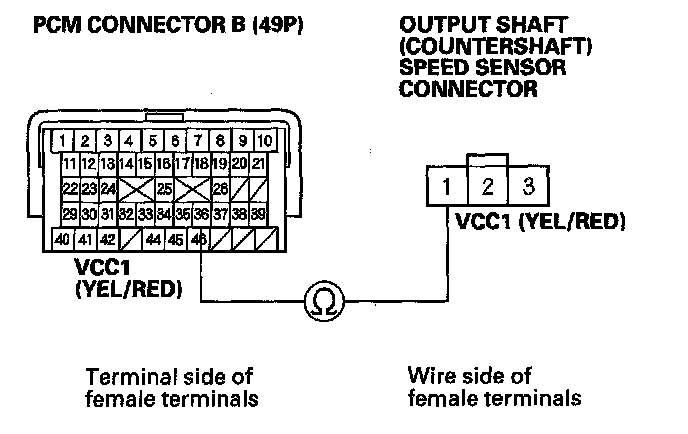 PCM CONNECTOR B (49P)
OUTPUT SHAFT
(COUNTERSHAFT)
SPEED SENSOR
CONNECTOR
1 2 3 4 5 6 7 8 9 10
11 12 13 14 15 16 17 18 19 20 21
22 23 24 25 26
29 30 31 32 33 34 35 36 37 38 39
40 41 42 44 45 46
1 2 3
VCC1 (YEL/RED)
VCC1
(YEL/RED)
Ω
Terminal side of
female terminals
Wire side of
female terminals